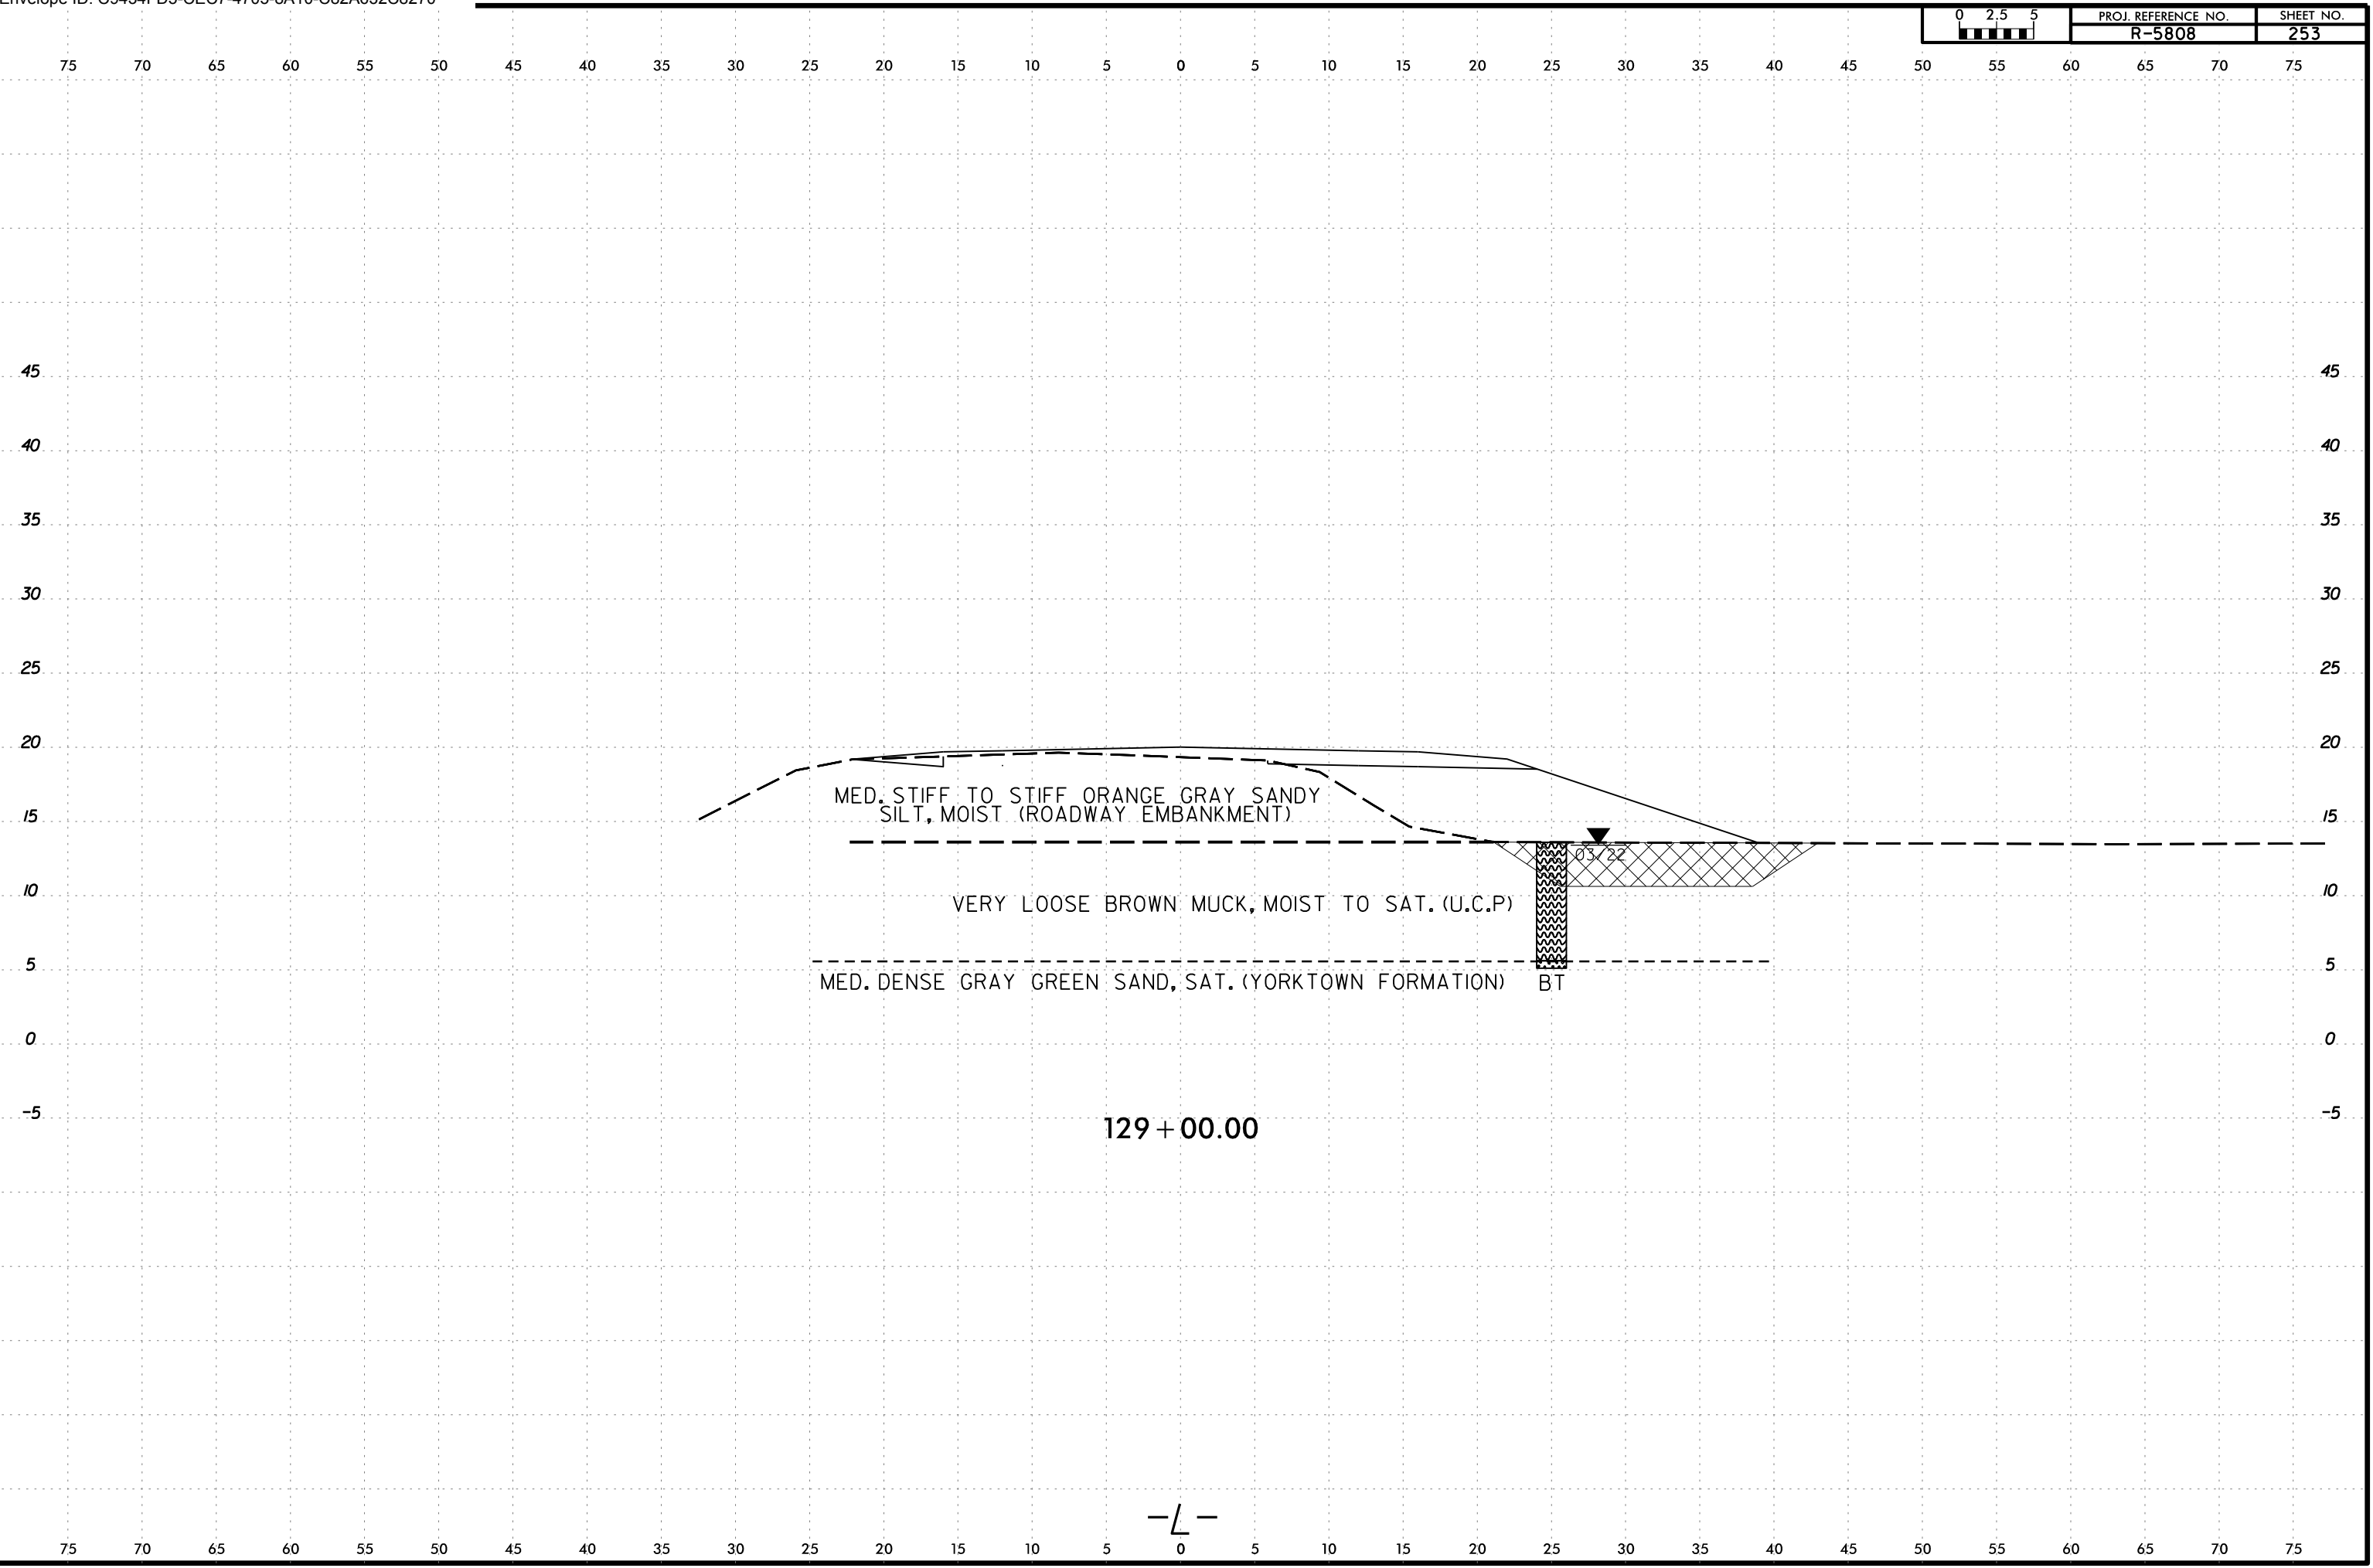 0 2.5 5
PROJ. REFERENCE NO.
SHEET NO.
R-5808
253
75 70 65 60 55 50 45 40 35 30 25 20 15 10 5 0 5 10 15 20 25 30 35 40 45 50 55 60 65 70 75
45 45
40 40
35 35
30 30
25 25
20 20
MED. STIFF TO STIFF ORANGE GRAY SANDY
SILT, MOIST (ROADWAY EMBANKMENT)
15 15
03/22
10 10
VERY LOOSE BROWN MUCK, MOIST TO SAT. (U.C.P)
5 5
MED. DENSE GRAY GREEN SAND, SAT. (YORKTOWN FORMATION) BT
0 0
-5 -5
129+00.00
-L-
75 70 65 60 55 50 45 40 35 30 25 20 15 10 5 0 5 10 15 20 25 30 35 40 45 50 55 60 65 70 75